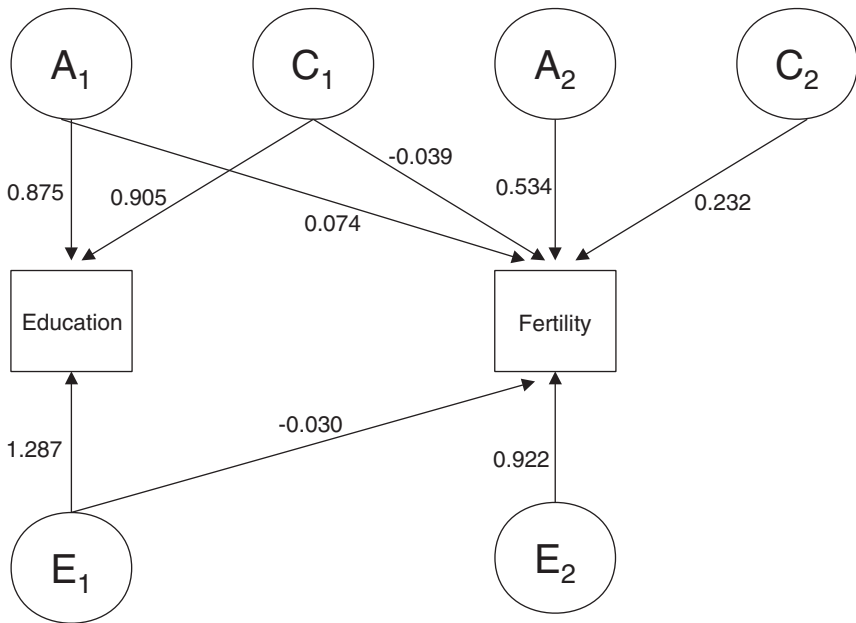 A1
C1
A2
C2
-0.039
0.875
0.905
0.534
0.232
0.074
Education
Fertility
-0.030
1.287
0.922
E1
E2